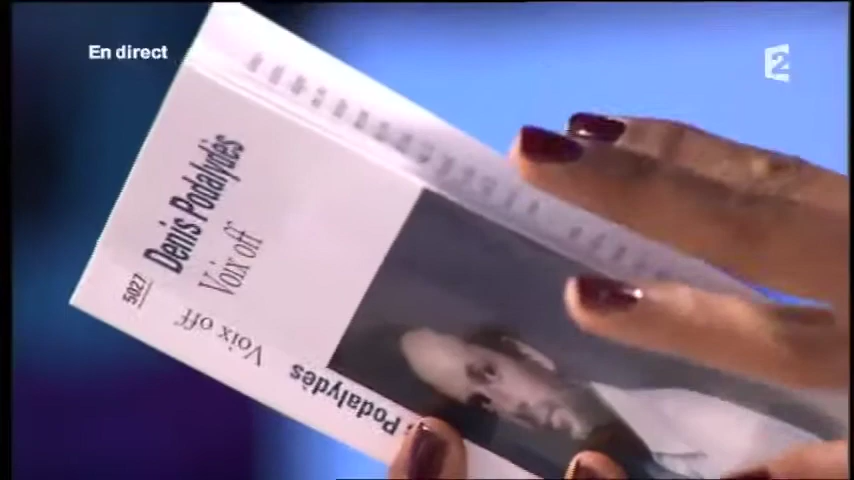 En direct
2
Denis Podalydès
Voix off
5027
Voix off
Podalydès